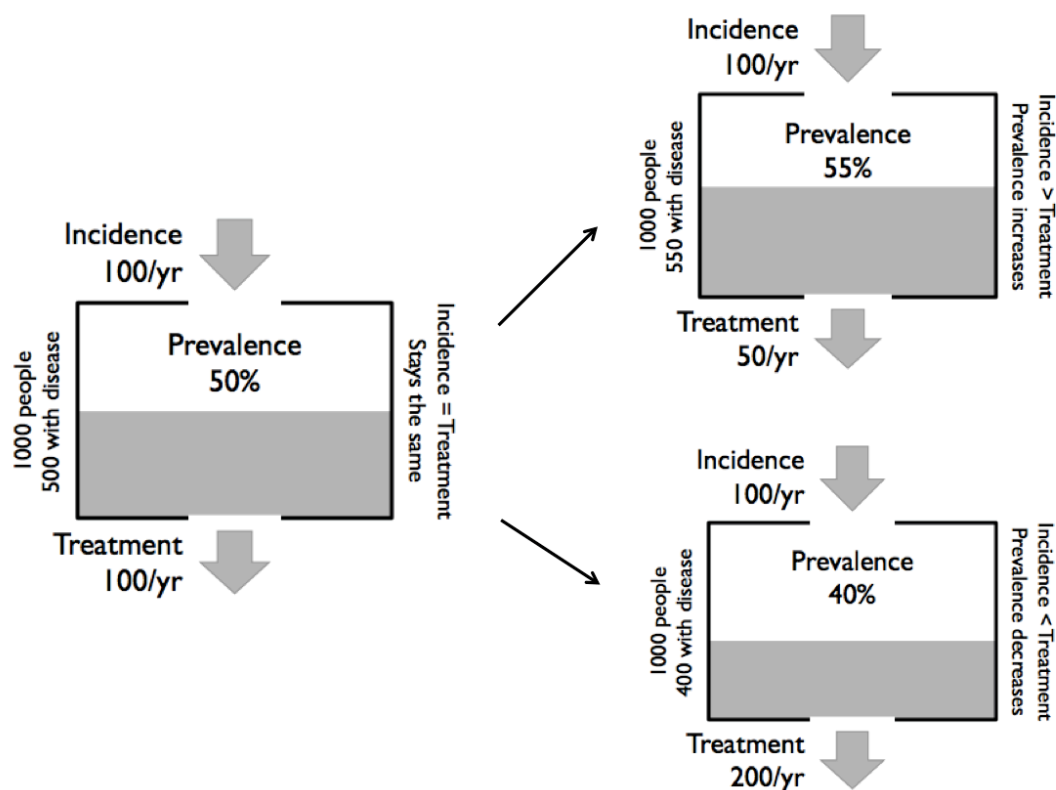 Incidence
100/yr
Prevalence
50%
1000 people
500 with disease
Incidence = Treatment
Stays the same
Treatment
100/yr
Incidence
100/yr
Prevalence
55%
1000 people
550 with disease
Incidence > Treatment
Prevalence increases
Treatment
50/yr
Incidence
100/yr
Prevalence
40%
1000 people
400 with disease
Incidence < Treatment
Prevalence decreases
Treatment
200/yr